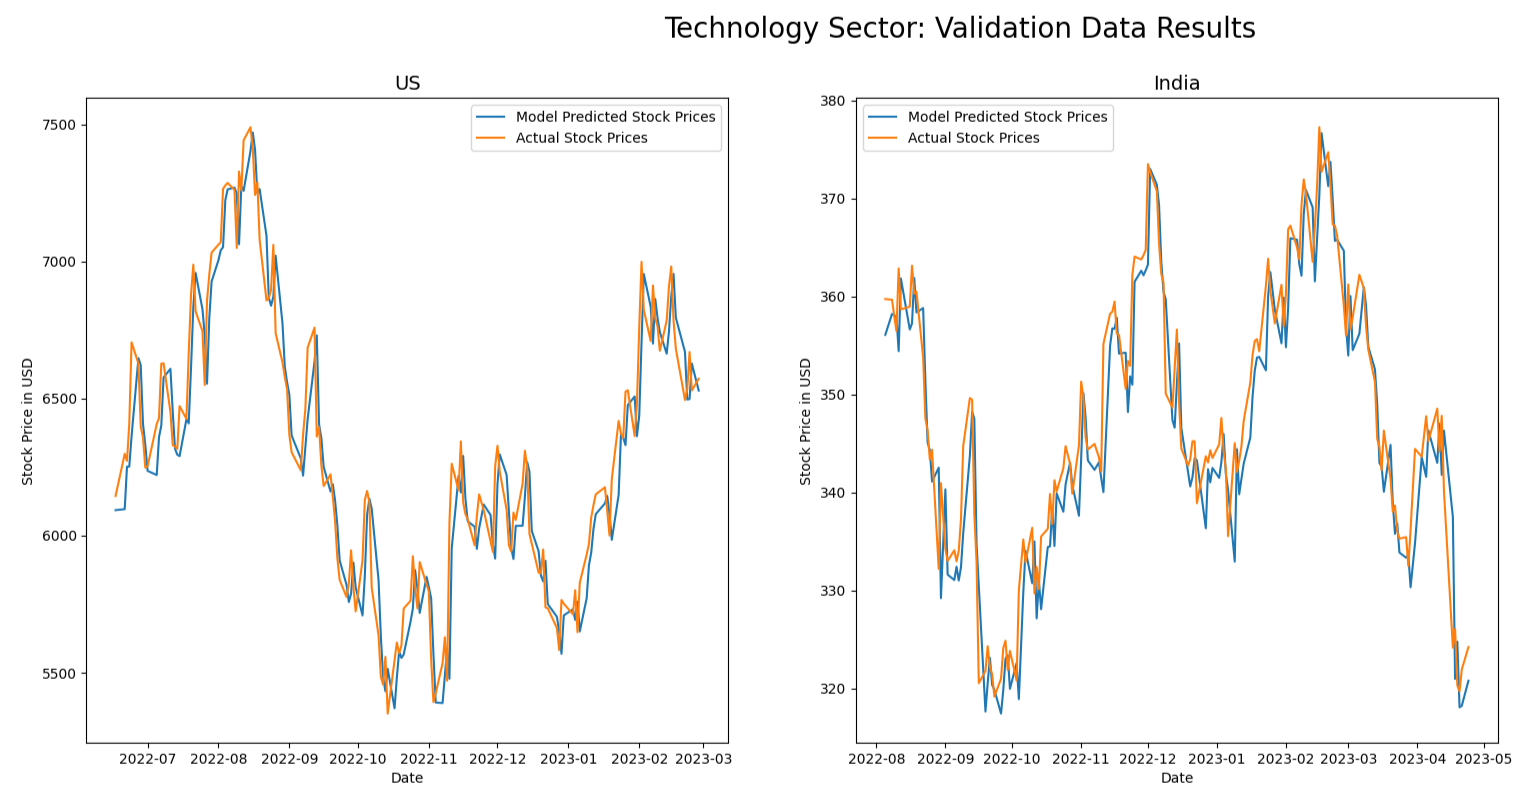 Technology Sector: Validation Data Results
US
Model Predicted Stock Prices
Actual Stock Prices
7500
7000
6500
6000
5500
Stock Price in USD
2022-07 2022-08 2022-09 2022-10 2022-11 2022-12 2023-01 2023-02 2023-03
Date
India
Model Predicted Stock Prices
Actual Stock Prices
380
370
360
350
340
330
320
Stock Price in USD
2022-08 2022-09 2022-10 2022-11 2022-12 2023-01 2023-02 2023-03 2023-04 2023-05
Date